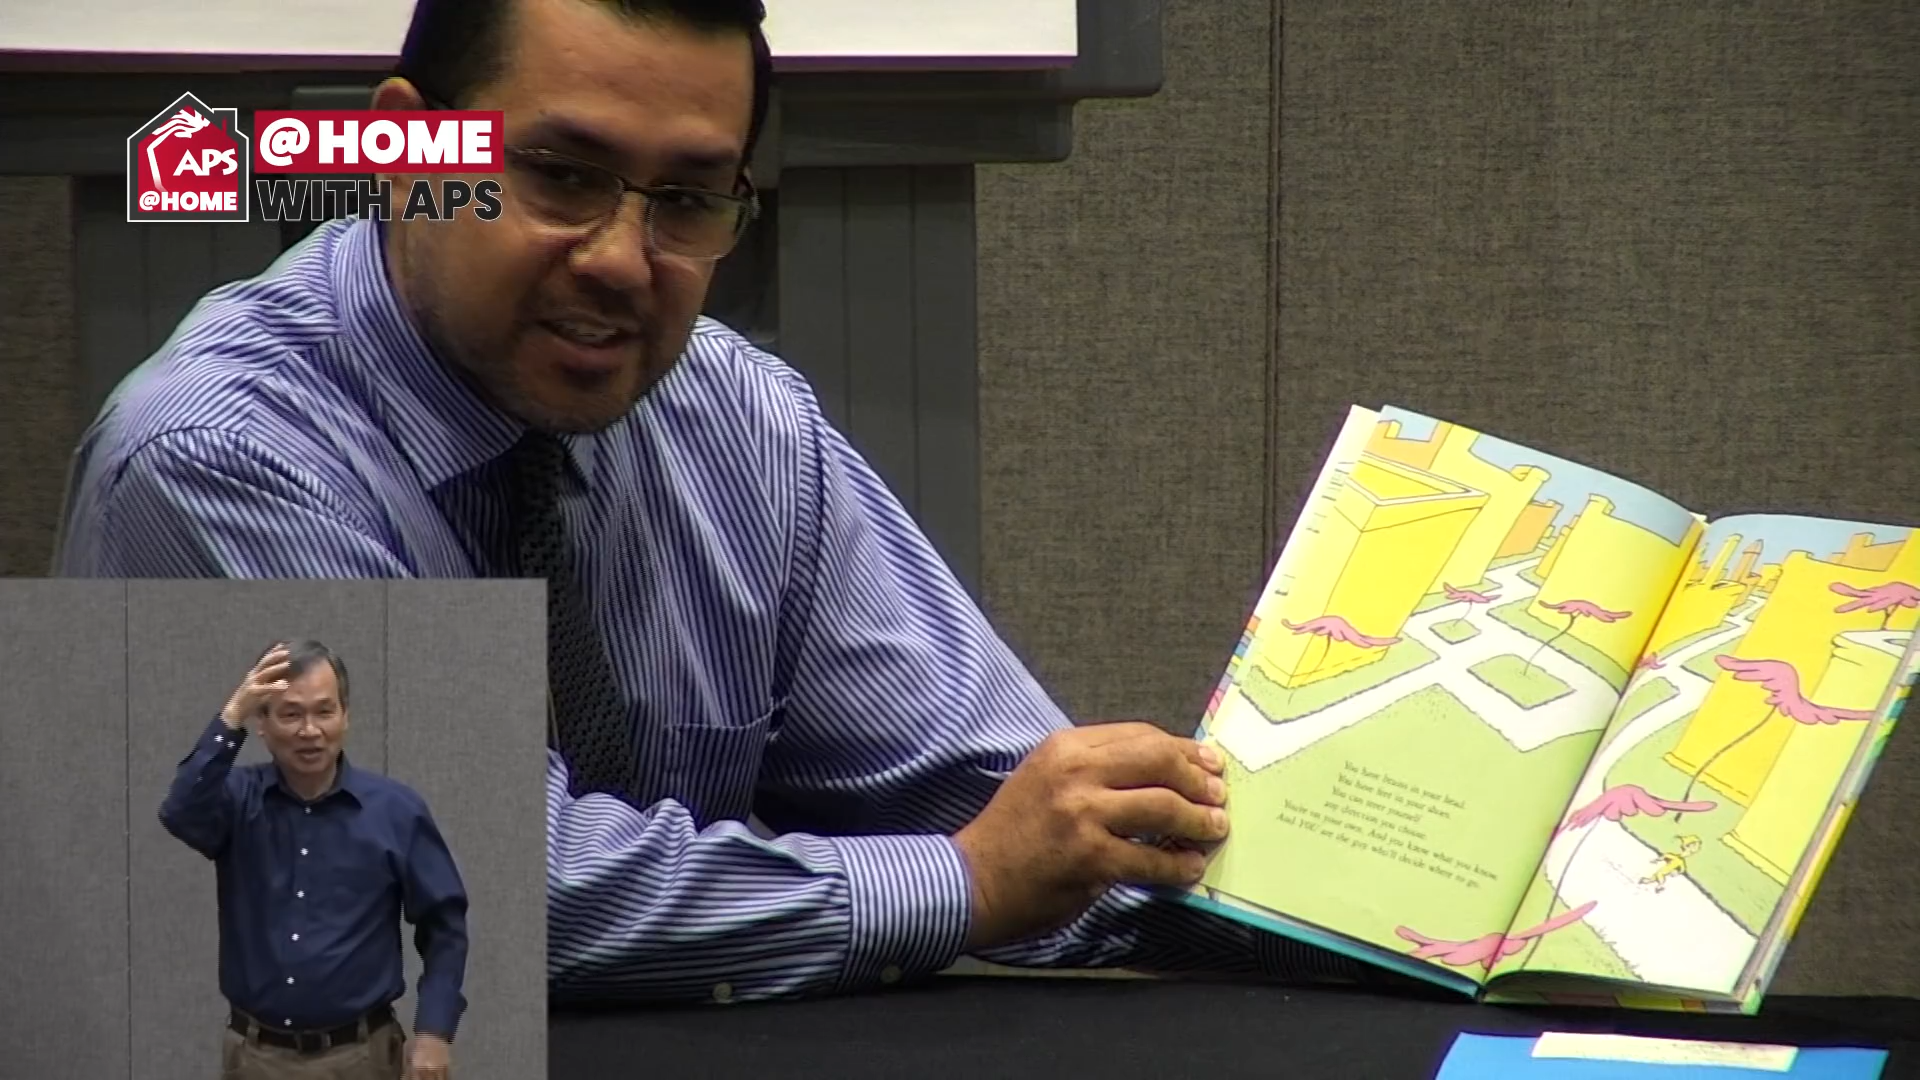 APS
@HOME
@HOME
WITH APS
You have brains in your head.
You have feet in your shoes.
You can steer yourself
any direction you choose.
You're on your own. And you know what you know.
And YOU are the guy who'll decide where to go.